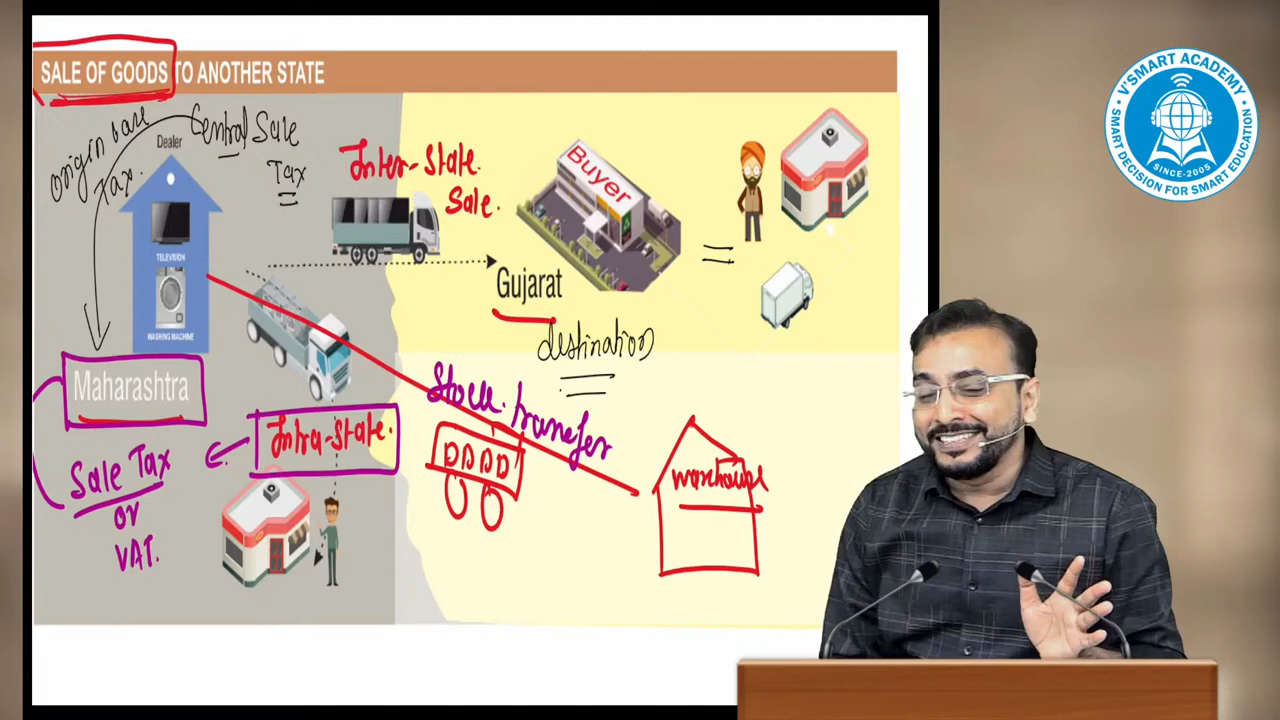 SALE OF GOODS TO ANOTHER STATE
origin base
Tax.
Central Sale
Tax
Dealer
TELEVISION
WASHING MACHINE
Inter-State
Sale.
Buyer
Gujarat
destination
Maharashtra
Intra-State.
Sale Tax
or
VAT.
Stock transfer
warehouse
V'SMART ACADEMY
SINCE-2005
SMART DECISION FOR SMART EDUCATION